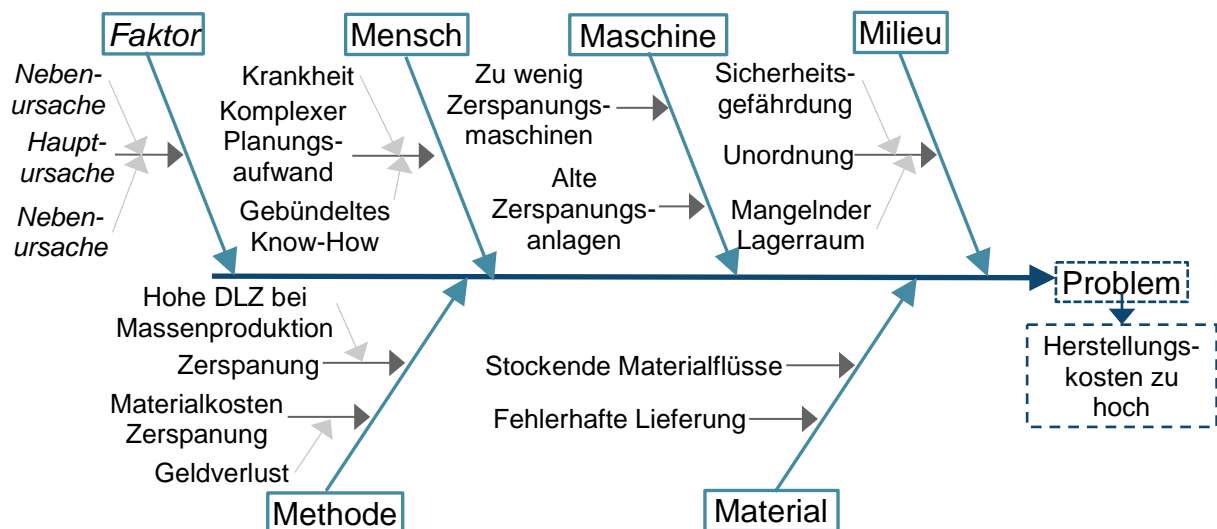 Faktor
Neben-
ursache
Haupt-
ursache
Neben-
ursache
Mensch
Krankheit
Komplexer
Planungs-
aufwand
Gebündeltes
Know-How
Maschine
Zu wenig
Zerspanungs-
maschinen
Alte
Zerspanungs-
anlagen
Milieu
Sicherheits-
gefährdung
Unordnung
Mangelnder
Lagerraum
Problem
Herstellungs-
kosten zu
hoch
Hohe DLZ bei
Massenproduktion
Zerspanung
Materialkosten
Zerspanung
Geldverlust
Methode
Stockende Materialflüsse
Fehlerhafte Lieferung
Material